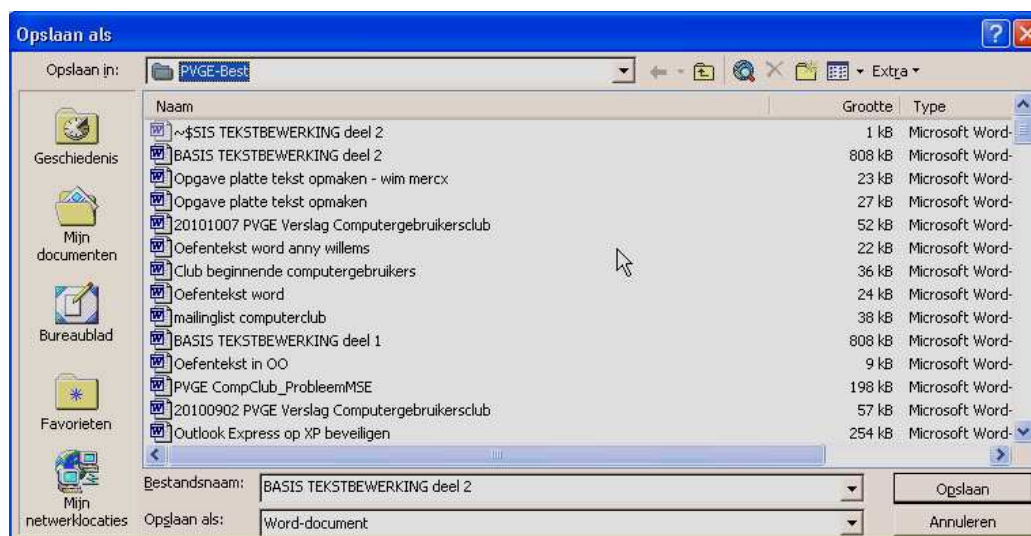 Opslaan als
Opslaan in: PVGE-Best Extra
Naam Grootte Type
~$SIS TEKSTBEWERKING deel 2 1 kB Microsoft Word-
BASIS TEKSTBEWERKING deel 2 808 kB Microsoft Word-
Opgave platte tekst opmaken - wim mercx 23 kB Microsoft Word-
Opgave platte tekst opmaken 27 kB Microsoft Word-
20101007 PVGE Verslag Computergebruikersclub 52 kB Microsoft Word-
Oefentekst word anny willems 22 kB Microsoft Word-
Club beginnende computergebruikers 36 kB Microsoft Word-
Oefentekst word 24 kB Microsoft Word-
mailinglist computerclub 38 kB Microsoft Word-
BASIS TEKSTBEWERKING deel 1 808 kB Microsoft Word-
Oefentekst in OO 9 kB Microsoft Word-
PVGE CompClub_ProbleemMSE 198 kB Microsoft Word-
20100902 PVGE Verslag Computergebruikersclub 57 kB Microsoft Word-
Outlook Express op XP beveiligen 254 kB Microsoft Word-
Geschiedenis
Mijn
documenten
Bureaublad
Favorieten
Mijn
netwerklocaties
Bestandsnaam: BASIS TEKSTBEWERKING deel 2 Opslaan
Opslaan als: Word-document Annuleren